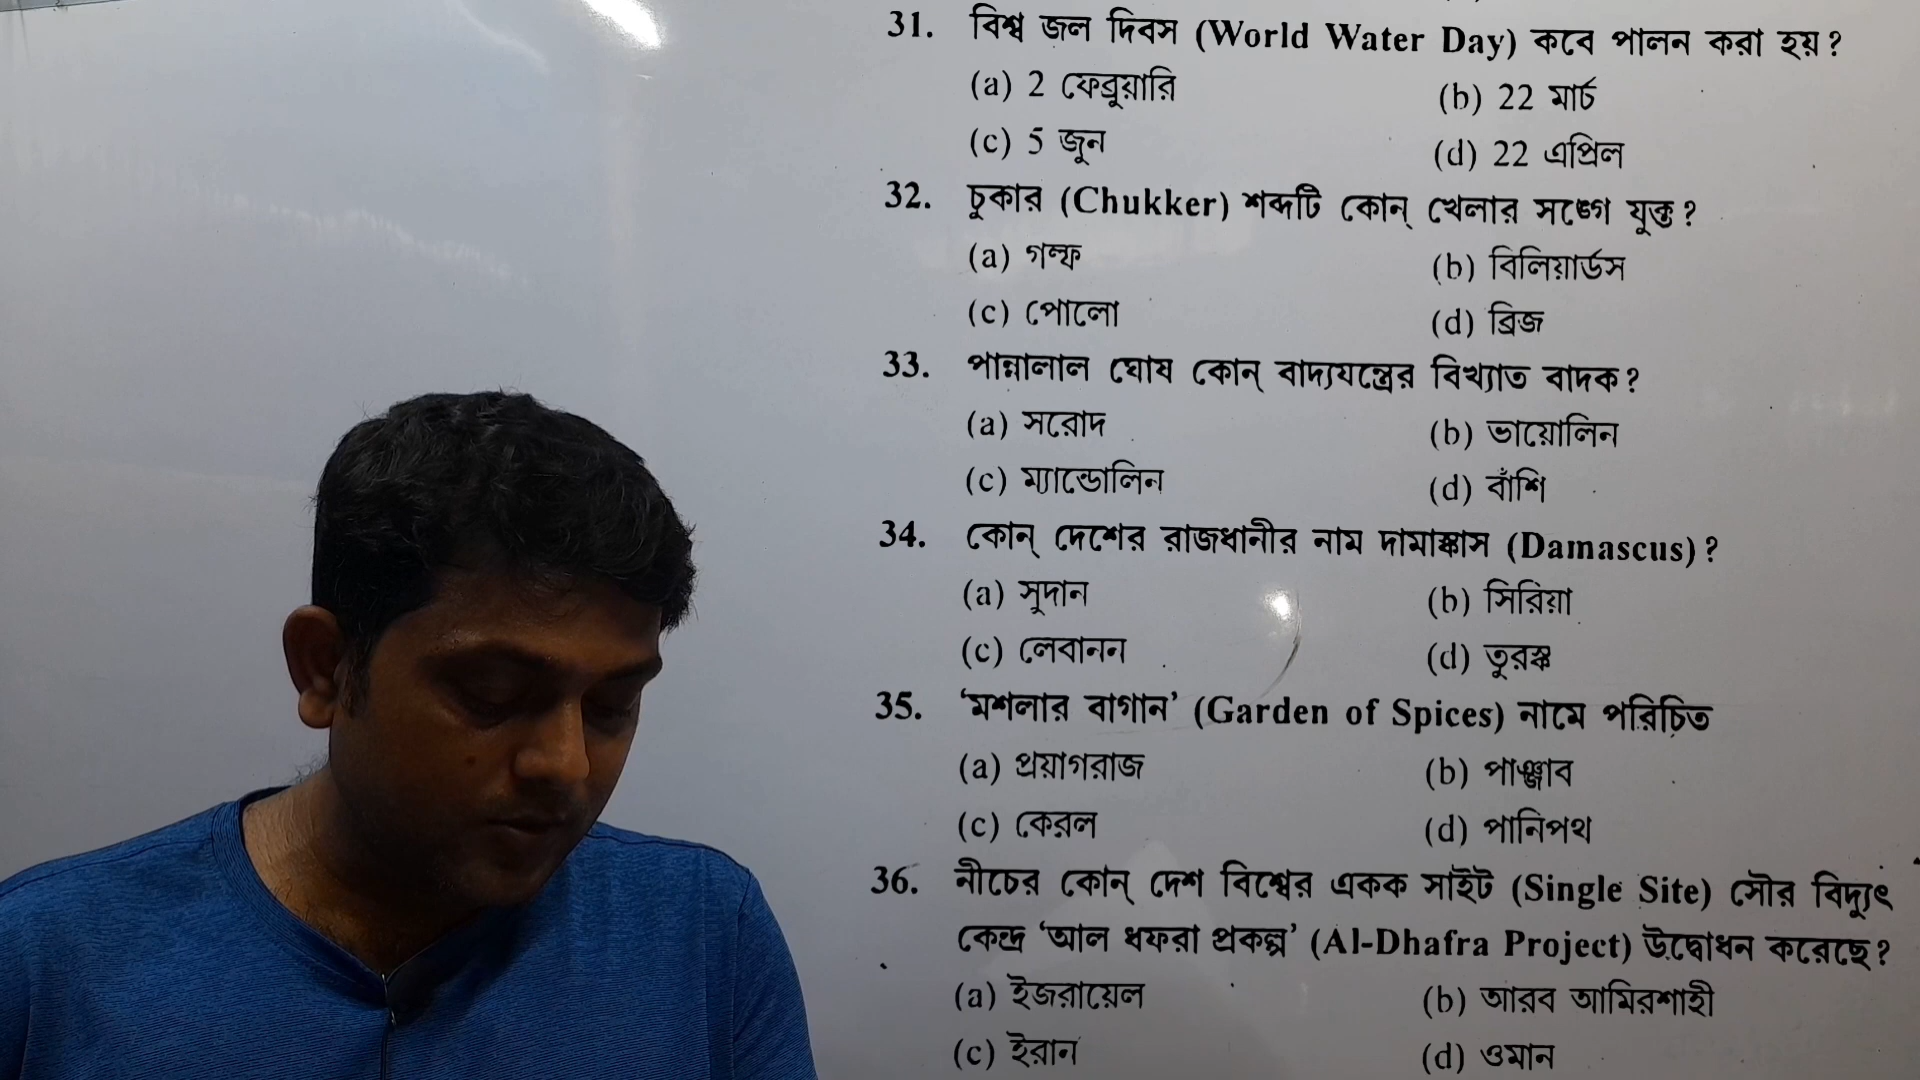 31. বিশ্ব জল দিবস (World Water Day) কবে পালন করা হয়?
(a) 2 ফেব্রুয়ারি (b) 22 মার্চ
(c) 5 জুন (d) 22 এপ্রিল
32. চুকার (Chukker) শব্দটি কোন্ খেলার সঙ্গে যুক্ত?
(a) গল্ফ (b) বিলিয়ার্ডস
(c) পোলো (d) ব্রিজ
33. পান্নালাল ঘোষ কোন্ বাদ্যযন্ত্রের বিখ্যাত বাদক?
(a) সরোদ (b) ভায়োলিন
(c) ম্যান্ডোলিন (d) বাঁশি
34. কোন্ দেশের রাজধানীর নাম দামাস্কাস (Damascus)?
(a) সুদান (b) সিরিয়া
(c) লেবানন (d) তুরস্ক
35. ‘মশলার বাগান’ (Garden of Spices) নামে পরিচিত
(a) প্রয়াগরাজ (b) পাঞ্জাব
(c) কেরল (d) পানিপথ
36. নীচের কোন্ দেশ বিশ্বের একক সাইট (Single Site) সৌর বিদ্যুৎ
কেন্দ্র ‘আল ধফরা প্রকল্প’ (Al-Dhafra Project) উদ্বোধন করেছে?
(a) ইজরায়েল (b) আরব আমিরশাহী
(c) ইরান (d) ওমান